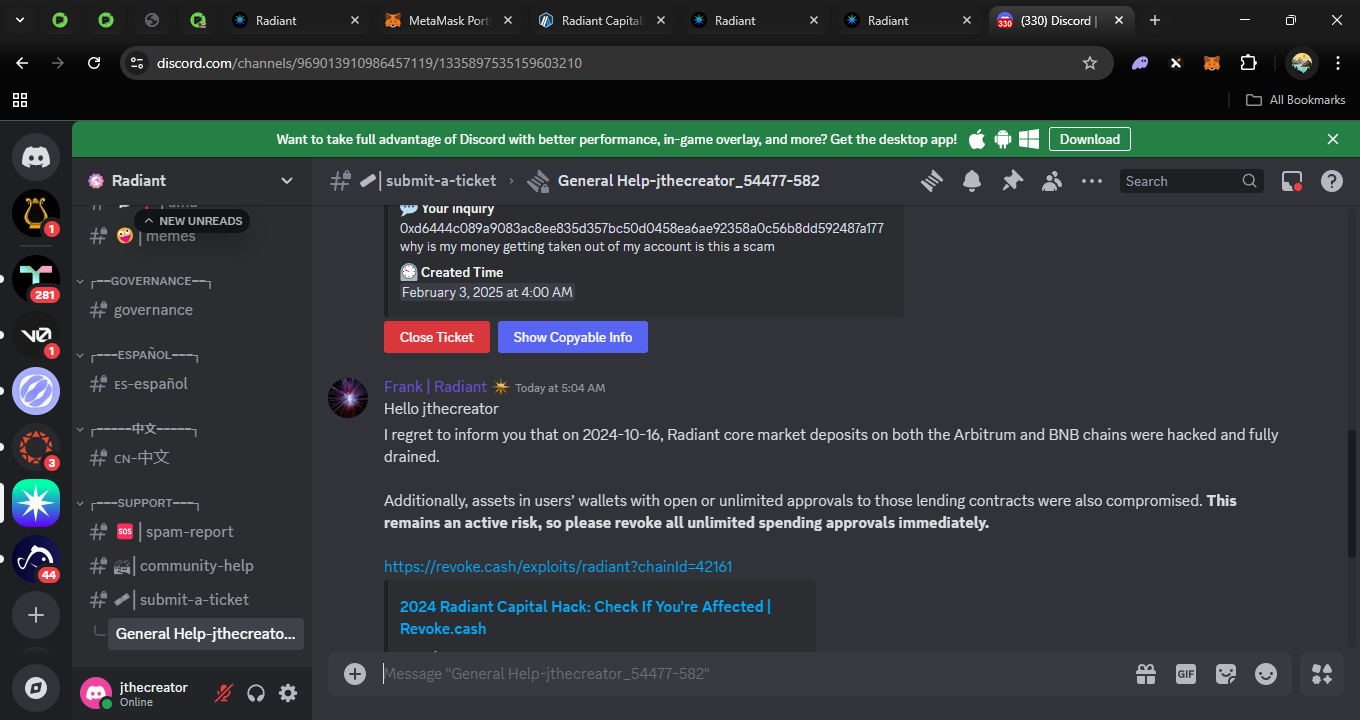 Radiant
MetaMask Port
Radiant Capital
Radiant
Radiant
(330) Discord |
discord.com/channels/969013910986457119/1335897535159603210
All Bookmarks
Want to take full advantage of Discord with better performance, in-game overlay, and more? Get the desktop app!
Download
Radiant
submit-a-ticket
General Help-jthecreator_54477-582
Search
NEW UNREADS
memes
GOVERNANCE
governance
ESPAÑOL
ES-español
中文
CN-中文
SUPPORT
SOS spam-report
community-help
submit-a-ticket
General Help-jthecreato...
jthecreator
Online
1
281
1
3
44
Your Inquiry
0xd6444c089a9083ac8ee835d357bc50d0458ea6ae92358a0c56b8dd592487a177
why is my money getting taken out of my account is this a scam
Created Time
February 3, 2025 at 4:00 AM
Close Ticket
Show Copyable Info
Frank | Radiant Today at 5:04 AM
Hello jthecreator
I regret to inform you that on 2024-10-16, Radiant core market deposits on both the Arbitrum and BNB chains were hacked and fully
drained.
Additionally, assets in users' wallets with open or unlimited approvals to those lending contracts were also compromised. This
remains an active risk, so please revoke all unlimited spending approvals immediately.
https://revoke.cash/exploits/radiant?chainId=42161
2024 Radiant Capital Hack: Check If You're Affected |
Revoke.cash
Message "General Help-jthecreator_54477-582"
GIF